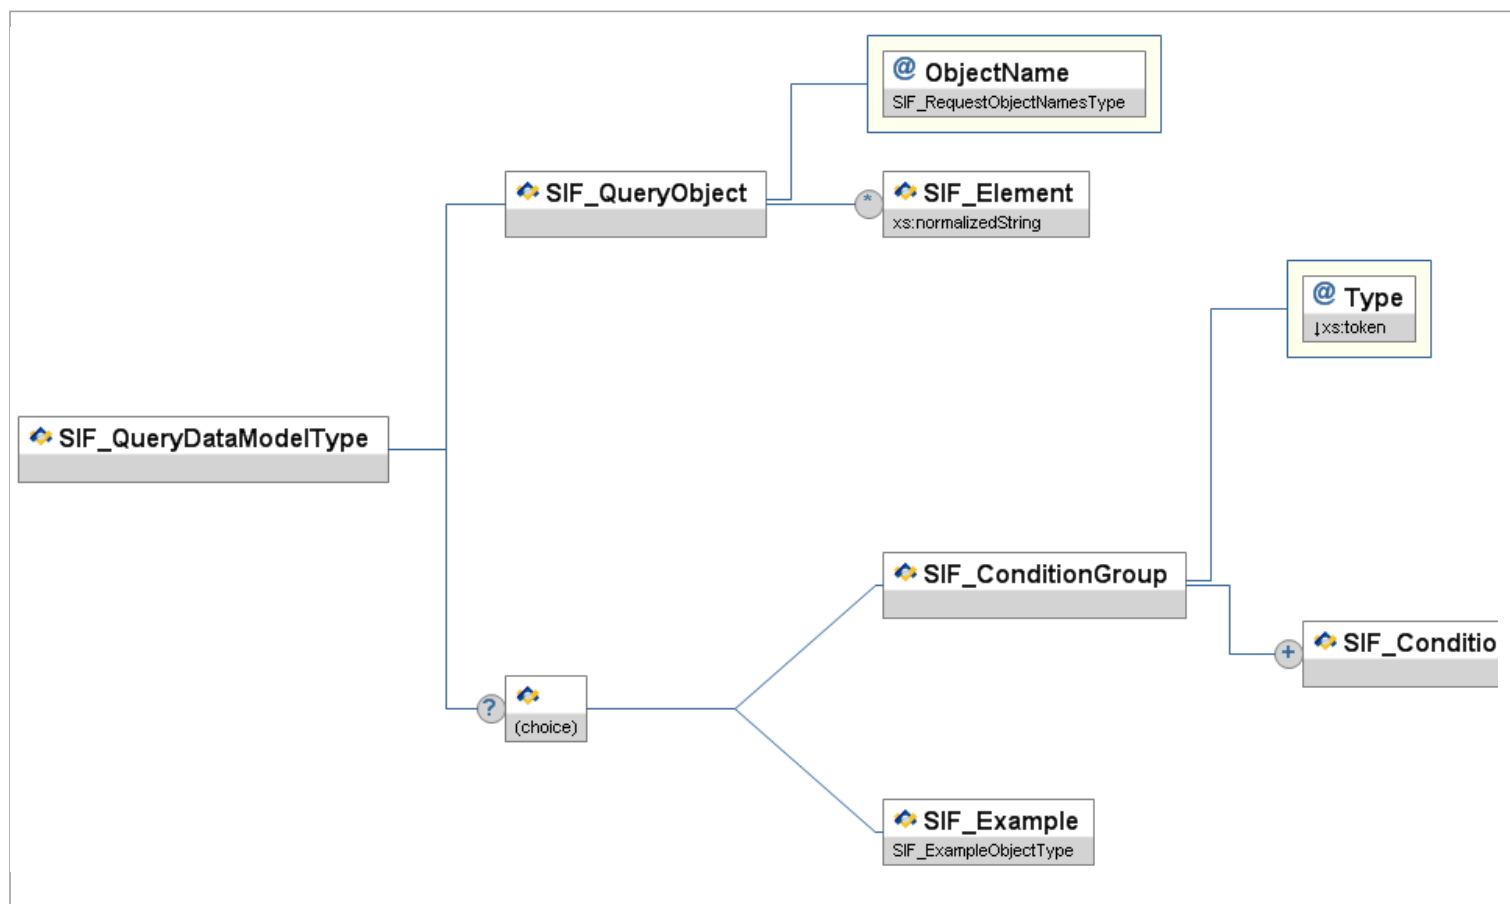 @ ObjectName
SIF_RequestObjectNamesType
SIF_QueryObject
* SIF_Element
xs:normalizedString
@ Type
↓xs:token
SIF_QueryDataModelType
SIF_ConditionGroup
+ SIF_Conditio
?
(choice)
SIF_Example
SIF_ExampleObjectType